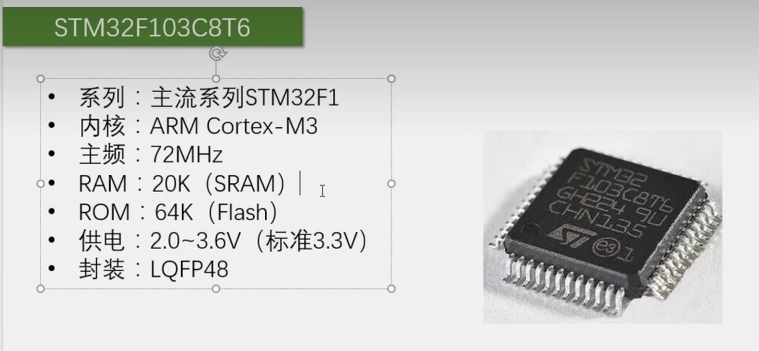 STM32F103C8T6
• 系列：主流系列STM32F1
• 内核：ARM Cortex-M3
• 主频：72MHz
• RAM：20K（SRAM）
• ROM：64K（Flash）
• 供电：2.0~3.6V（标准3.3V）
• 封装：LQFP48
STM32
F103C8T6
GH224 9U
CHN135
ST e3 1